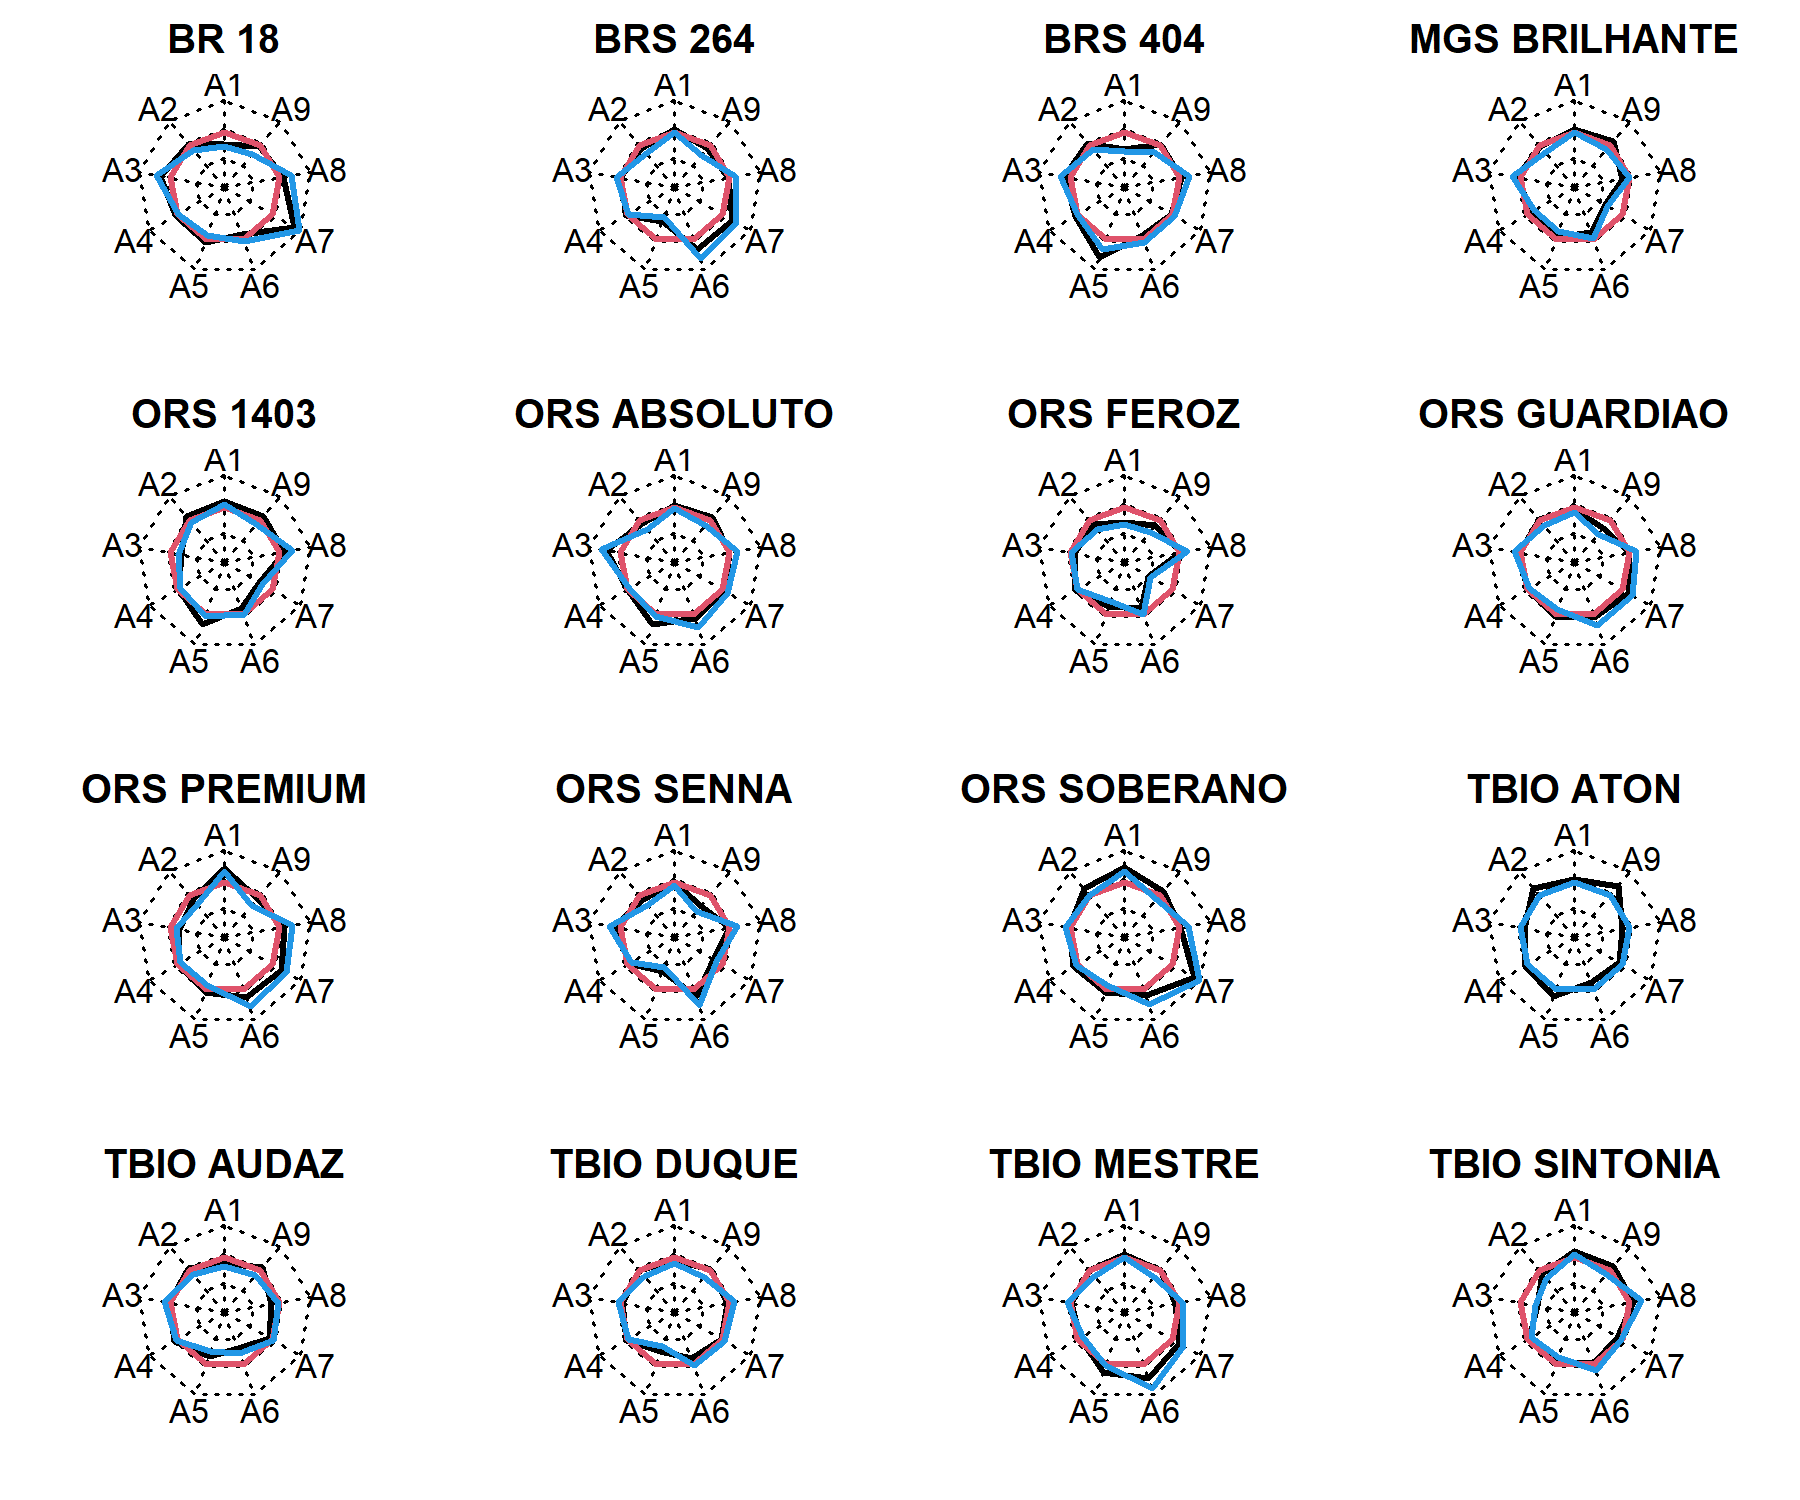 BR 18
BRS 264
BRS 404
MGS BRILHANTE
A1
A2
A3
A4
A5
A6
A7
A8
A9
A1
A2
A3
A4
A5
A6
A7
A8
A9
A1
A2
A3
A4
A5
A6
A7
A8
A9
A1
A2
A3
A4
A5
A6
A7
A8
A9
ORS 1403
ORS ABSOLUTO
ORS FEROZ
ORS GUARDIAO
A1
A2
A3
A4
A5
A6
A7
A8
A9
A1
A2
A3
A4
A5
A6
A7
A8
A9
A1
A2
A3
A4
A5
A6
A7
A8
A9
A1
A2
A3
A4
A5
A6
A7
A8
A9
ORS PREMIUM
ORS SENNA
ORS SOBERANO
TBIO ATON
A1
A2
A3
A4
A5
A6
A7
A8
A9
A1
A2
A3
A4
A5
A6
A7
A8
A9
A1
A2
A3
A4
A5
A6
A7
A8
A9
A1
A2
A3
A4
A5
A6
A7
A8
A9
TBIO AUDAZ
TBIO DUQUE
TBIO MESTRE
TBIO SINTONIA
A1
A2
A3
A4
A5
A6
A7
A8
A9
A1
A2
A3
A4
A5
A6
A7
A8
A9
A1
A2
A3
A4
A5
A6
A7
A8
A9
A1
A2
A3
A4
A5
A6
A7
A8
A9